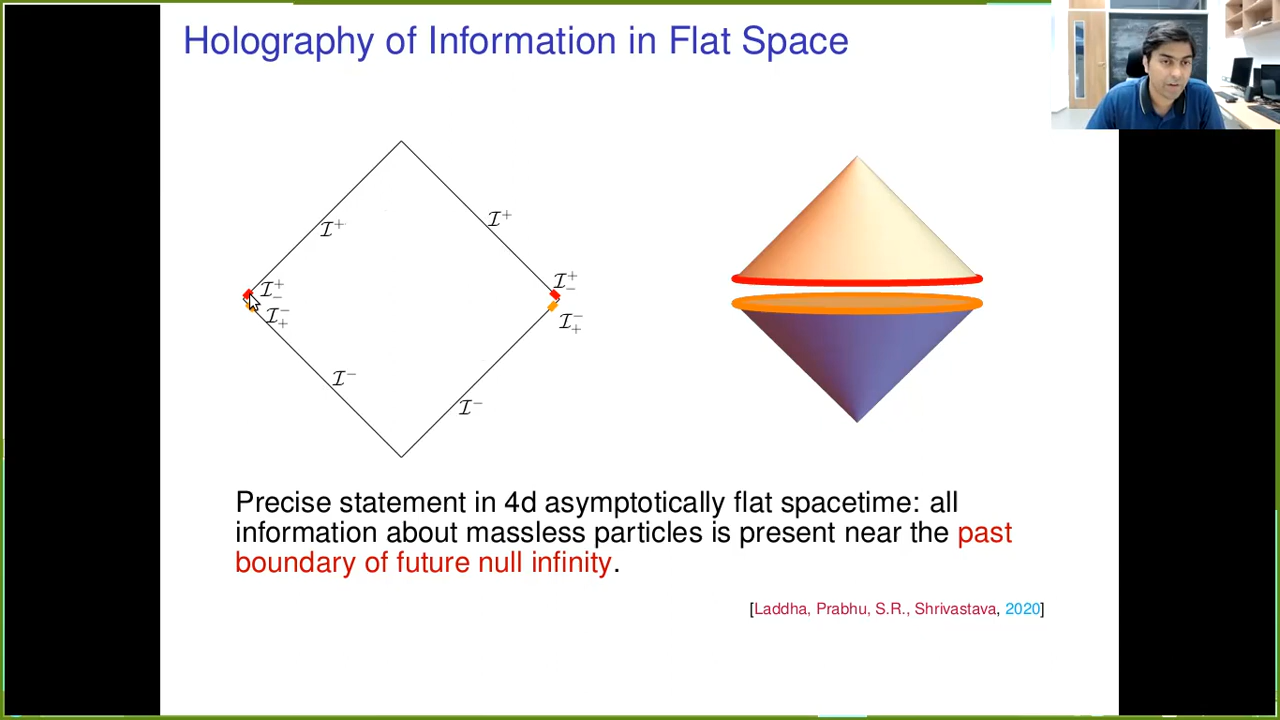 Holography of Information in Flat Space
ℐ⁺
ℐ⁺
ℐ⁺₋
ℐ⁺₋
ℐ⁻₊
ℐ⁻₊
ℐ⁻
ℐ⁻
Precise statement in 4d asymptotically flat spacetime: all
information about massless particles is present near the past
boundary of future null infinity.
[Laddha, Prabhu, S.R., Shrivastava, 2020]